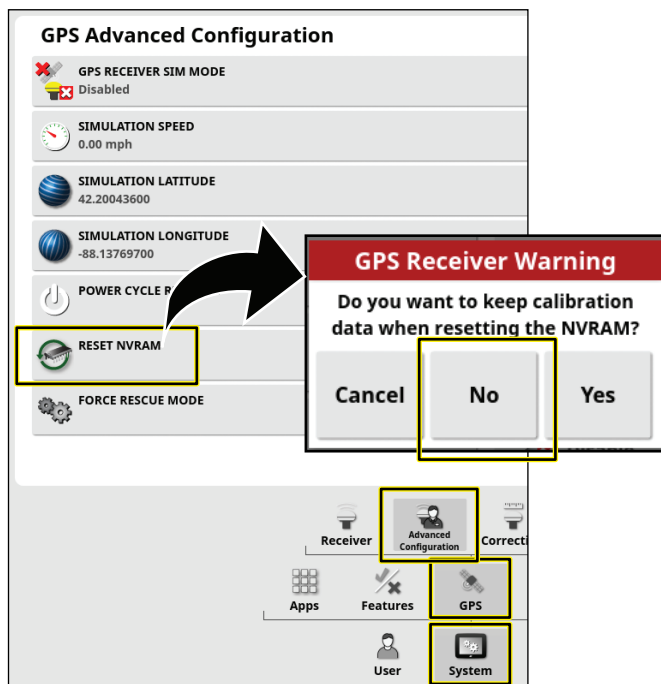 GPS Advanced Configuration
GPS RECEIVER SIM MODE
Disabled
SIMULATION SPEED
0.00 mph
SIMULATION LATITUDE
42.20043600
SIMULATION LONGITUDE
-88.13769700
POWER CYCLE R
RESET NVRAM
FORCE RESCUE MODE
GPS Receiver Warning
Do you want to keep calibration
data when resetting the NVRAM?
Cancel
No
Yes
Receiver
Advanced
Configuration
Correcti
Apps
Features
GPS
User
System